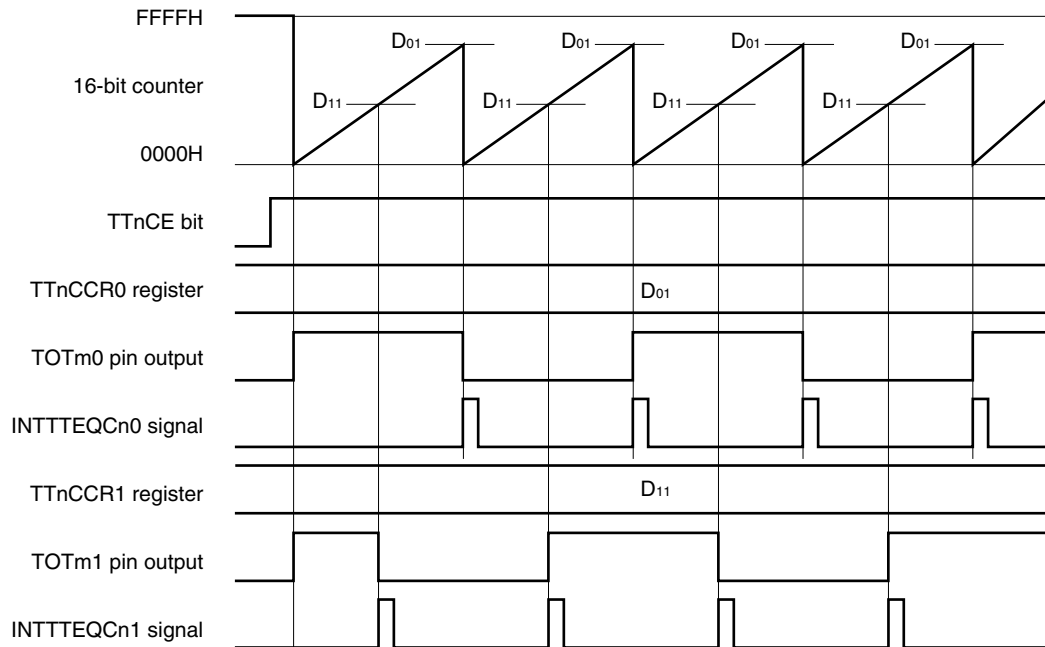 FFFFH
D01 D01 D01 D01
16-bit counter
D11 D11 D11 D11
0000H
TTnCE bit
TTnCCR0 register D01
TOTm0 pin output
INTTTEQCn0 signal
TTnCCR1 register D11
TOTm1 pin output
INTTTEQCn1 signal